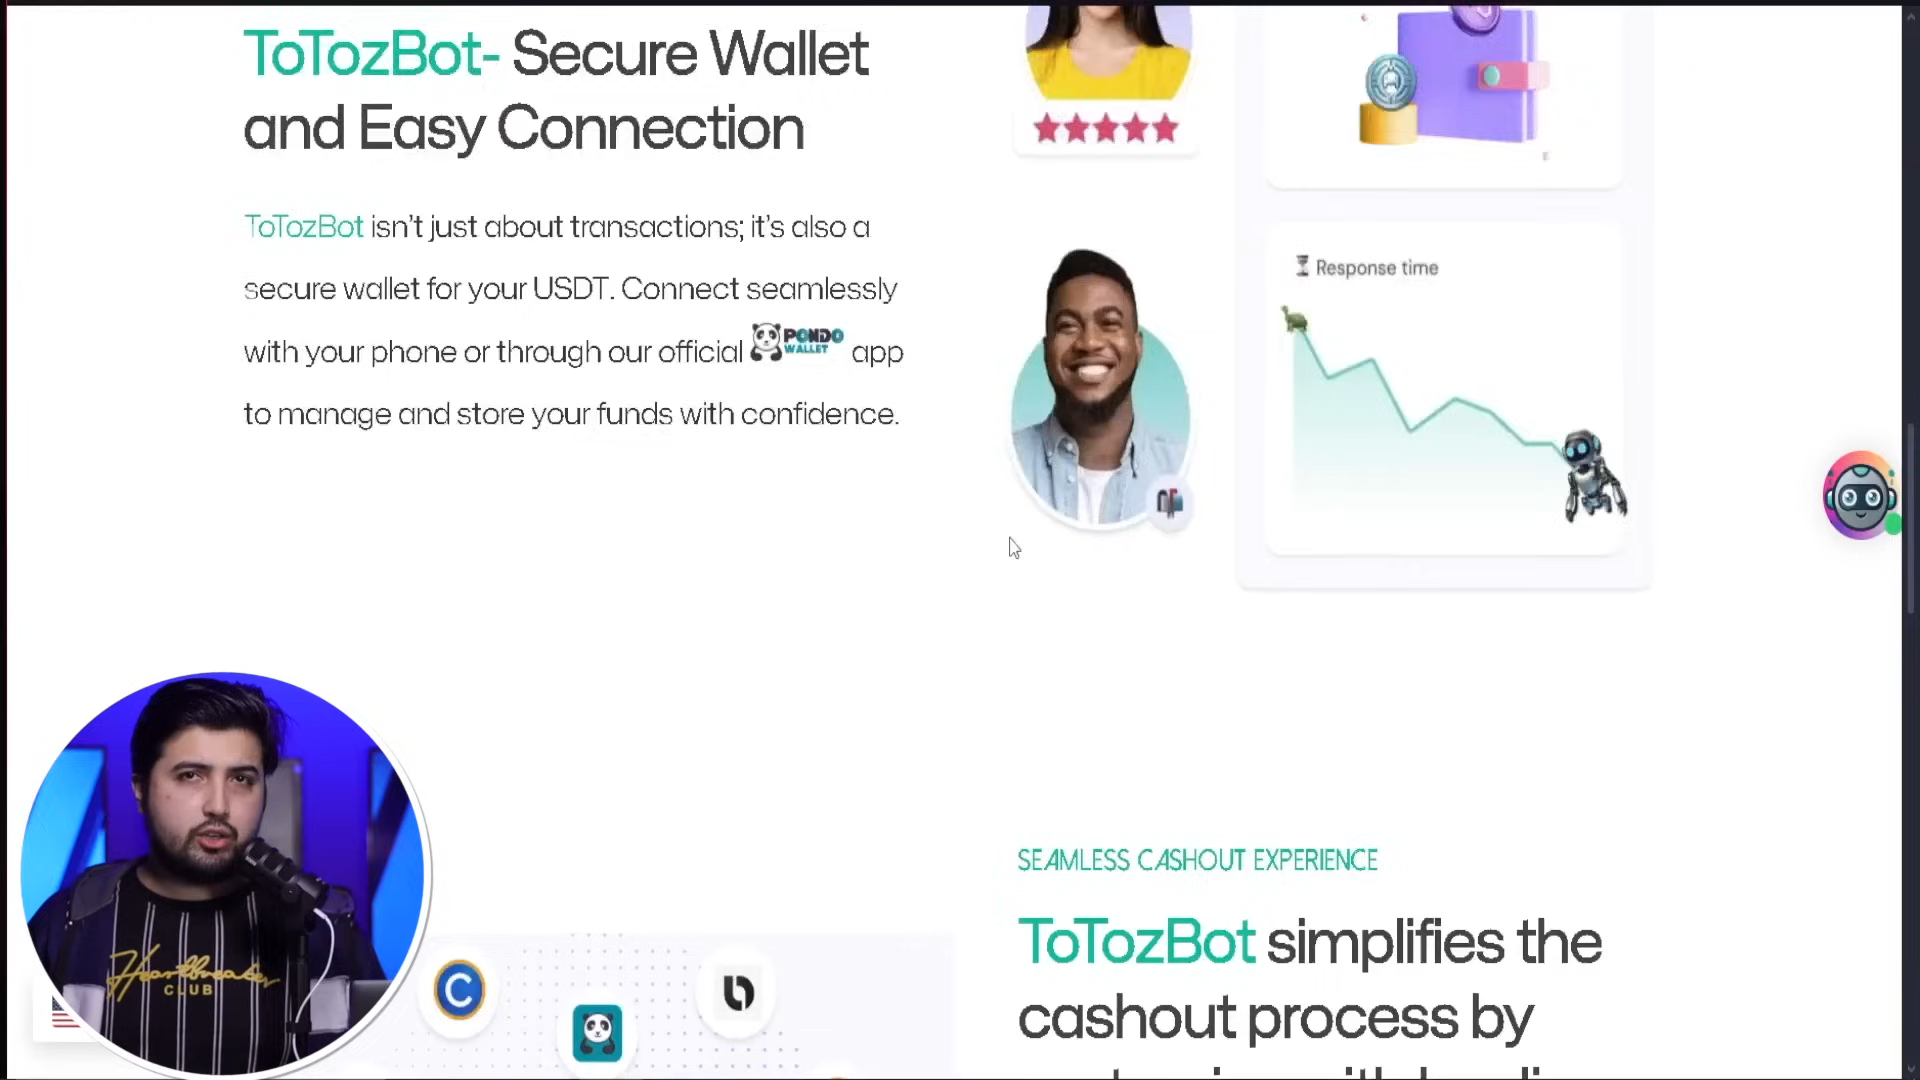 ToTozBot- Secure Wallet
and Easy Connection
ToTozBot isn't just about transactions; it's also a
secure wallet for your USDT. Connect seamlessly
with your phone or through our official PONDO WALLET app
to manage and store your funds with confidence.
Response time
SEAMLESS CASHOUT EXPERIENCE
ToTozBot simplifies the
cashout process by
Heartbreaker
CLUB